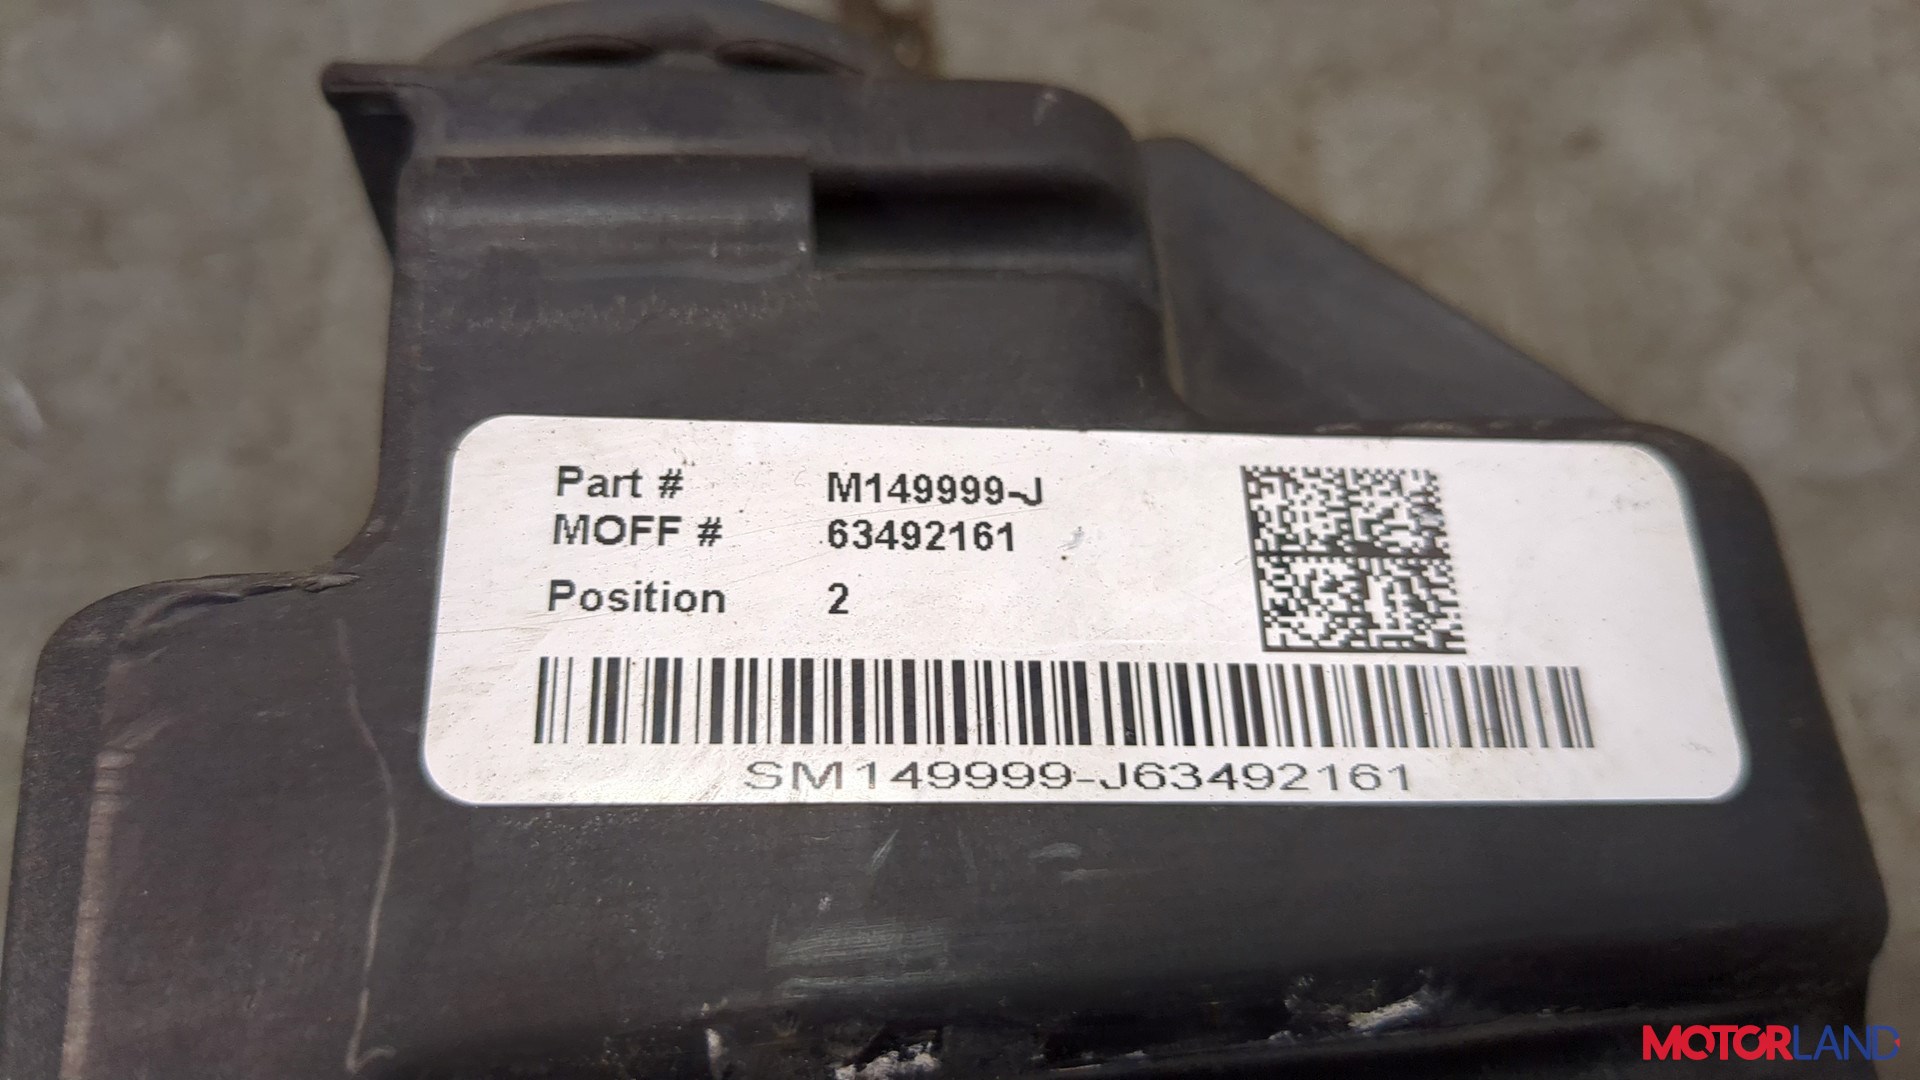 Part # M149999-J
MOFF # 63492161
Position 2
SM149999-J63492161
MOTORLAND